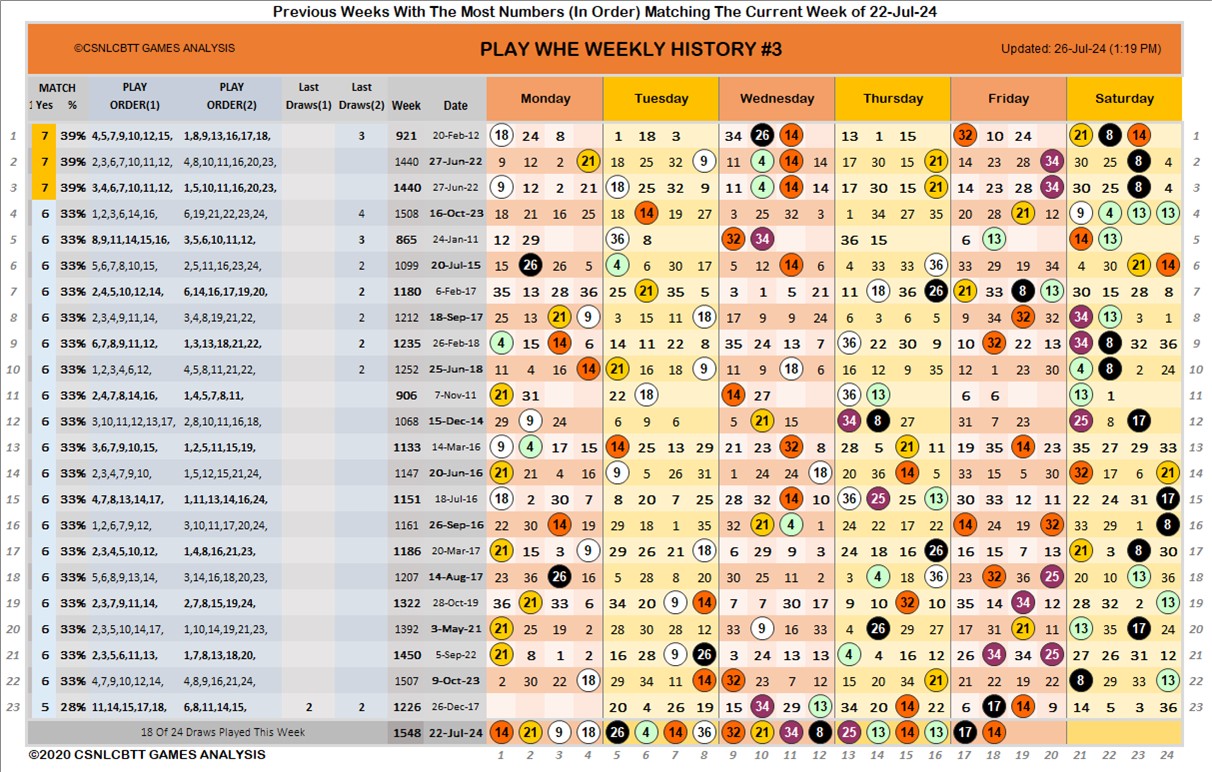 Previous Weeks With The Most Numbers (In Order) Matching The Current Week of 22-Jul-24
©CSNLCBTT GAMES ANALYSIS PLAY WHE WEEKLY HISTORY #3 Updated: 26-Jul-24 (1:19 PM)
MATCH PLAY PLAY Last Last
1 Yes % ORDER(1) ORDER(2) Draws(1) Draws(2) Week Date Monday Tuesday Wednesday Thursday Friday Saturday
1 7 39% 4,5,7,9,10,12,15, 1,8,9,13,16,17,18, 3 921 20-Feb-12 18 24 8 1 18 3 34 26 14 13 1 15 32 10 24 21 8 14 1
2 7 39% 2,3,6,7,10,11,12, 4,8,10,11,16,20,23, 1440 27-Jun-22 9 12 2 21 18 25 32 9 11 4 14 14 17 30 15 21 14 23 28 34 30 25 8 4 2
3 7 39% 3,4,6,7,10,11,12, 1,5,10,11,16,20,23, 1440 27-Jun-22 9 12 2 21 18 25 32 9 11 4 14 14 17 30 15 21 14 23 28 34 30 25 8 4 3
4 6 33% 1,2,3,6,14,16, 6,19,21,22,23,24, 4 1508 16-Oct-23 18 21 16 25 18 14 19 27 3 25 32 3 1 34 27 35 20 28 21 12 9 4 13 13 4
5 6 33% 8,9,11,14,15,16, 3,5,6,10,11,12, 3 865 24-Jan-11 12 29 36 8 32 34 36 15 6 13 14 13 5
6 6 33% 5,6,7,8,10,15, 2,5,11,16,23,24, 2 1099 13-Jul-15 15 26 26 5 4 6 30 17 5 12 14 6 4 33 33 36 35 29 19 34 4 30 21 14 6
7 6 33% 2,4,5,10,12,14, 6,14,16,17,19,20, 2 1180 6-Feb-17 35 13 28 36 25 21 35 5 3 1 5 21 11 18 36 26 21 33 8 13 30 15 28 8 7
8 6 33% 2,3,4,9,11,14, 3,4,8,19,21,22, 2 1212 18-Sep-17 25 13 21 9 3 15 11 18 17 9 9 24 6 3 6 5 9 34 32 32 34 13 3 1 8
9 6 33% 6,7,8,9,11,12, 1,3,13,18,21,22, 2 1235 26-Feb-18 4 15 14 6 14 11 22 8 35 24 13 7 36 22 30 9 10 32 22 13 34 8 32 36 9
10 6 33% 1,2,3,4,6,12, 4,5,8,11,21,22, 2 1252 25-Jun-18 11 4 16 14 21 16 18 9 11 9 18 6 16 12 9 35 12 1 23 30 4 8 2 24 10
11 6 33% 2,4,7,8,14,16, 1,4,5,7,8,11, 906 7-Nov-11 21 31 22 18 14 27 36 13 6 6 13 1 11
12 6 33% 3,10,11,12,13,16 2,8,10,11,16,18, 1068 15-Dec-14 29 9 24 6 9 6 5 21 15 34 8 27 31 7 23 25 8 17 12
13 6 33% 3,6,7,9,10,15, 1,2,5,11,15,19, 1133 14-Mar-16 9 4 17 15 14 25 13 29 21 23 32 8 28 5 21 11 19 35 14 23 35 27 29 33 13
14 6 33% 2,3,4,7,9,10, 1,5,12,15,21,24, 1147 20-Jun-16 21 21 4 16 9 5 26 31 1 24 24 18 20 36 14 5 33 15 5 30 32 17 6 21 14
15 6 33% 4,7,8,13,14,17, 1,11,13,14,16,24, 1151 18-Jul-16 18 2 30 7 8 20 7 25 28 32 14 10 36 25 25 13 30 33 12 11 22 24 31 17 15
16 6 33% 1,2,6,7,9,12, 3,10,11,17,20,24, 1161 26-Sep-16 22 30 14 19 29 18 1 35 32 21 4 1 24 22 17 22 14 24 19 32 33 29 1 8 16
17 6 33% 2,3,4,5,10,12, 1,4,8,16,21,23, 1186 20-Mar-17 21 15 3 9 29 26 21 18 6 29 9 3 24 18 16 26 16 15 7 13 21 3 8 30 17
18 6 33% 5,6,8,9,13,14, 3,14,16,18,20,23, 1207 14-Aug-17 23 36 26 16 5 28 8 20 30 25 11 2 3 4 18 36 23 32 36 25 20 10 13 36 18
19 6 33% 2,3,7,9,11,14, 2,7,8,15,19,24, 1322 28-Oct-19 36 21 33 6 34 20 9 14 7 7 30 17 9 10 32 10 35 14 34 12 28 32 2 13 19
20 6 33% 2,3,5,10,14,17, 1,10,14,19,21,23, 1392 3-May-21 21 25 19 2 28 30 28 12 33 9 16 33 4 26 29 27 17 31 21 11 13 35 17 24 20
21 6 33% 2,3,5,6,11,13, 1,7,8,13,18,20, 1450 5-Sep-22 21 8 1 2 16 28 9 26 3 24 13 13 4 4 16 12 26 34 34 25 27 26 31 12 21
22 6 33% 4,7,9,10,12,14, 4,8,9,16,21,24, 1507 9-Oct-23 2 30 22 18 29 34 11 14 32 23 7 12 15 20 34 21 21 22 19 22 8 29 33 13 22
23 5 28% 11,14,15,17,18, 6,8,11,14,15, 2 2 1226 26-Dec-17 20 4 26 19 15 34 29 13 34 20 14 22 6 17 14 9 14 5 3 36 23
18 Of 24 Draws Played This Week 1548 22-Jul-24 14 21 9 18 26 4 14 36 32 21 34 8 25 13 14 13 17 14
©2020 CSNLCBTT GAMES ANALYSIS 1 2 3 4 5 6 7 8 9 10 11 12 13 14 15 16 17 18 19 20 21 22 23 24